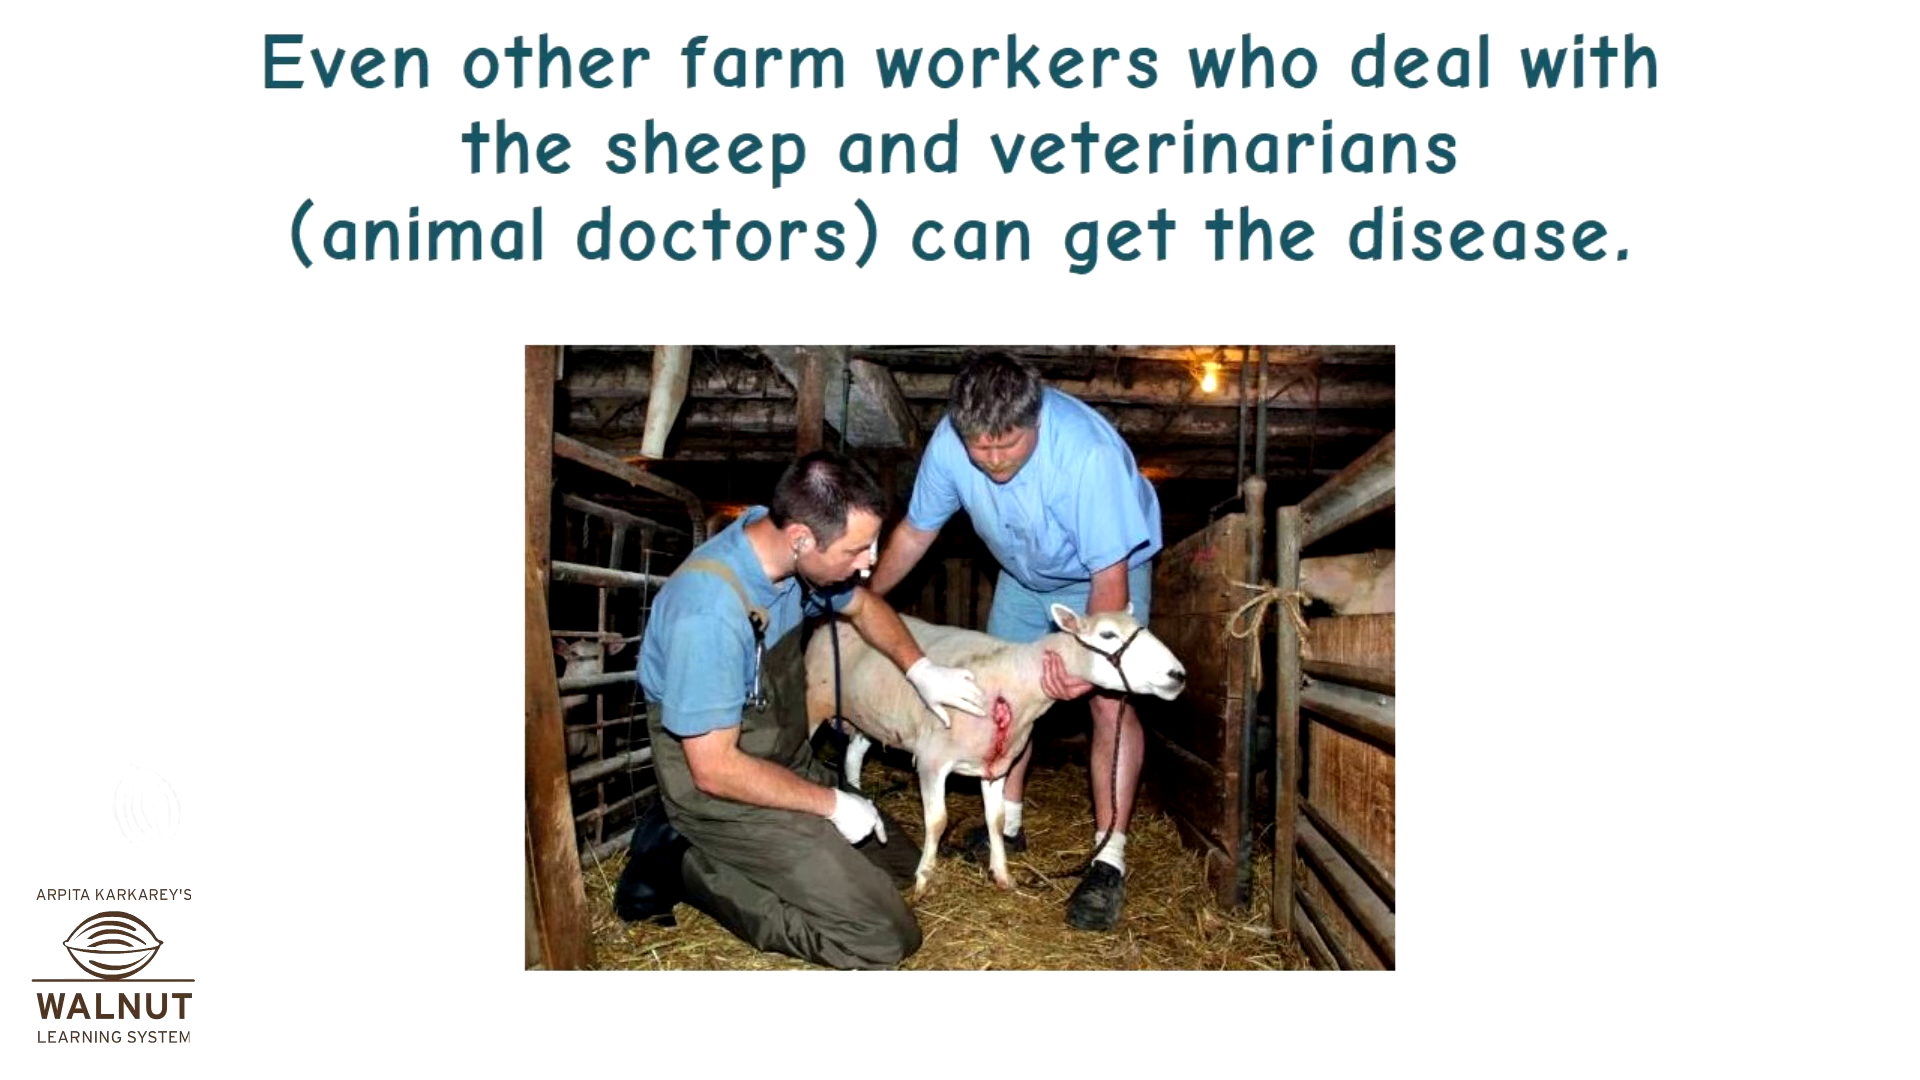 Even other farm workers who deal with
the sheep and veterinarians
(animal doctors) can get the disease.
ARPITA KARKAREY'S
WALNUT
LEARNING SYSTEM